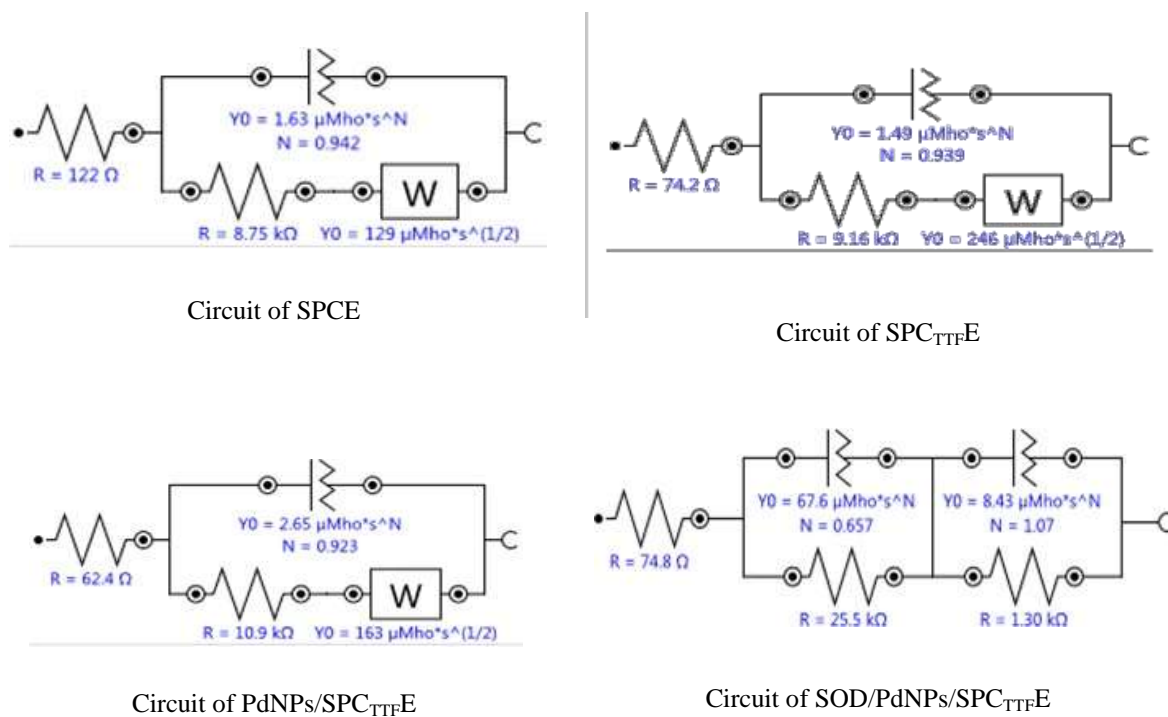 Y0 = 1.63 μMho*s^N
N = 0.942
R = 122 Ω
W
R = 8.75 kΩ Y0 = 129 μMho*s^(1/2)
Circuit of SPCE
Y0 = 1.49 μMho*s^N
N = 0.939
R = 74.2 Ω
W
R = 9.16 kΩ Y0 = 246 μMho*s^(1/2)
Circuit of SPCTTFE
Y0 = 2.65 μMho*s^N
N = 0.923
R = 62.4 Ω
W
R = 10.9 kΩ Y0 = 163 μMho*s^(1/2)
Circuit of PdNPs/SPCTTFE
Y0 = 67.6 μMho*s^N Y0 = 8.43 μMho*s^N
N = 0.657 N = 1.07
R = 74.8 Ω
R = 25.5 kΩ R = 1.30 kΩ
Circuit of SOD/PdNPs/SPCTTFE